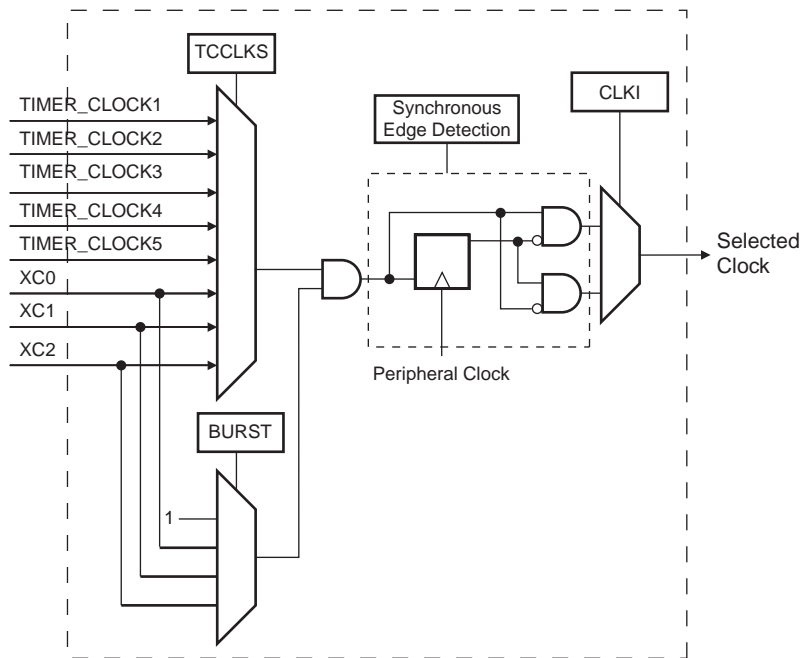 TCCLKS
TIMER_CLOCK1
TIMER_CLOCK2
TIMER_CLOCK3
TIMER_CLOCK4
TIMER_CLOCK5
XC0
XC1
XC2
Synchronous
Edge Detection
CLKI
Selected
Clock
Peripheral Clock
BURST
1